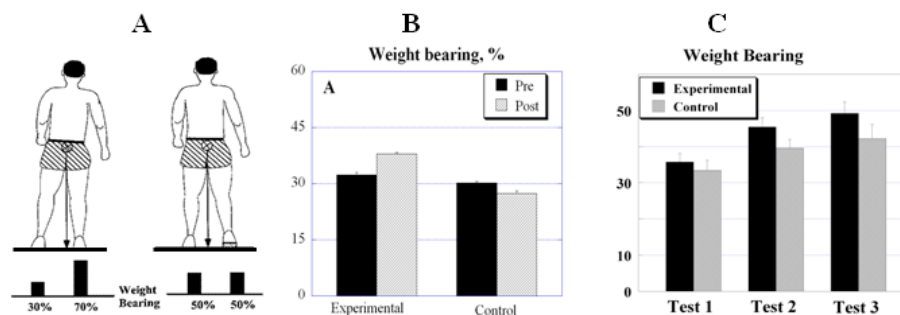 A
30%
70%
Weight
Bearing
50%
50%
B
Weight bearing, %
60
45
30
15
0
A
Pre
Post
Experimental
Control
C
Weight Bearing
Experimental
Control
50
30
10
0
Test 1
Test 2
Test 3